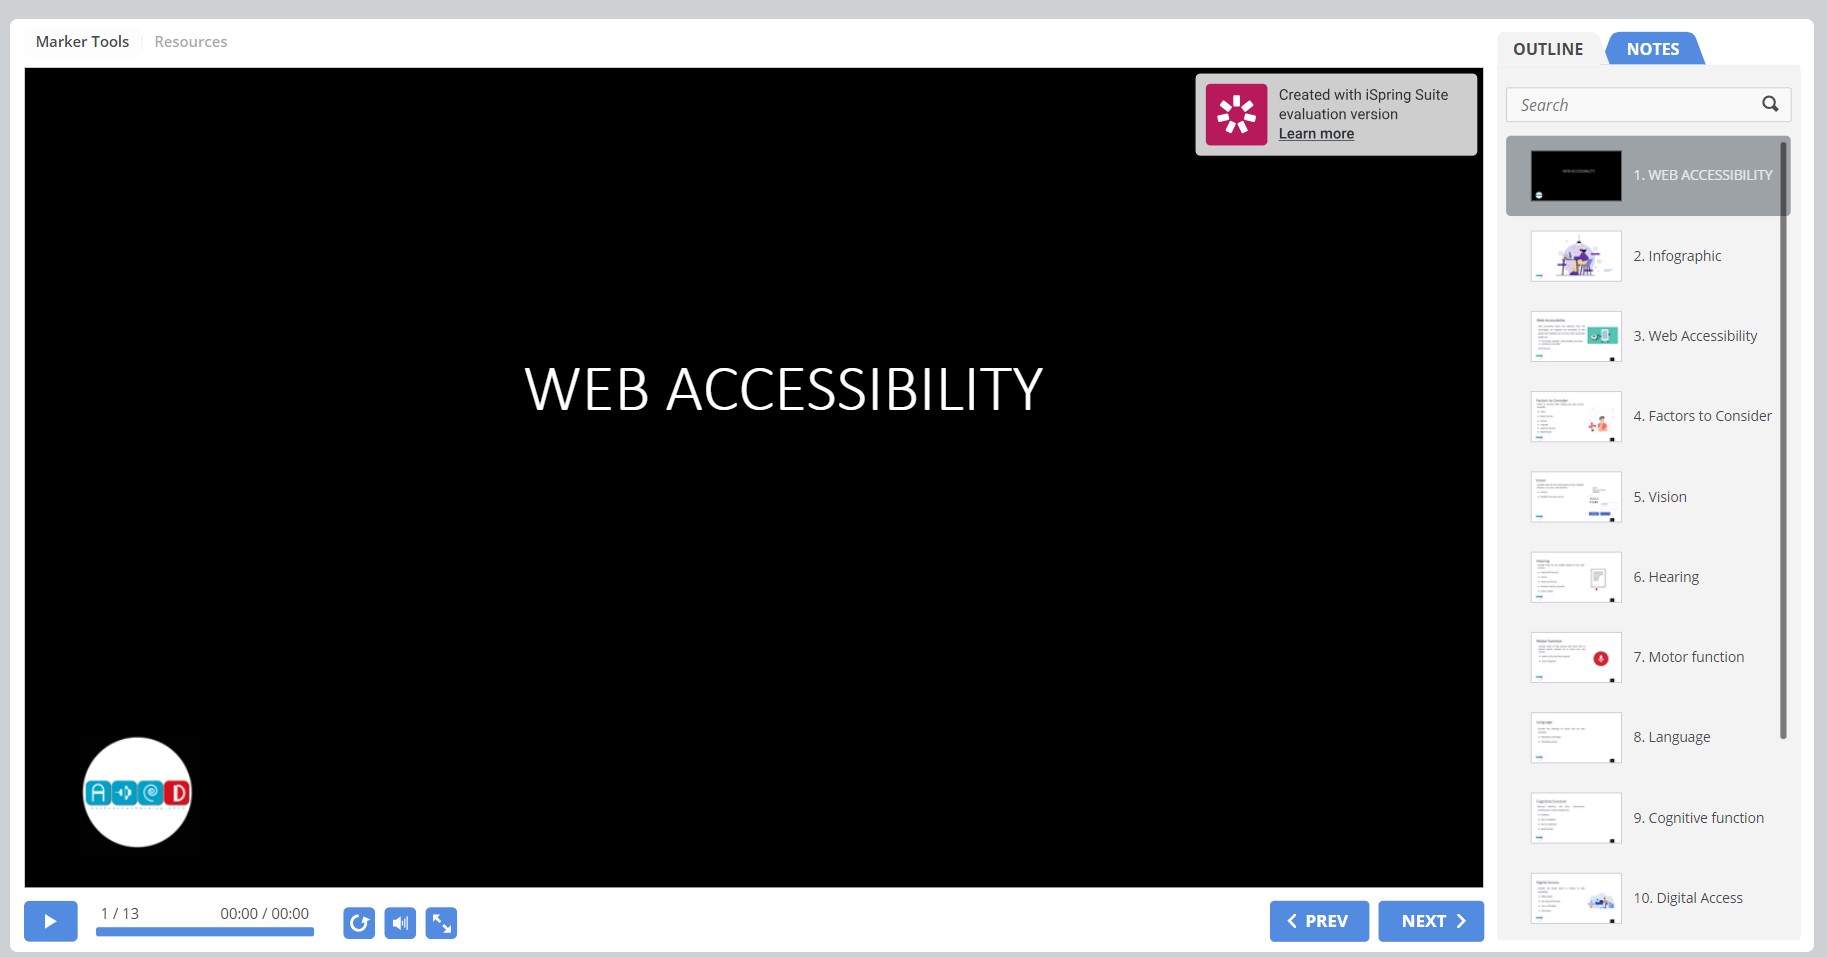 Marker Tools
Resources
OUTLINE
NOTES
Created with iSpring Suite
evaluation version
Learn more
Search
WEB ACCESSIBILITY
1. WEB ACCESSIBILITY
2. Infographic
3. Web Accessibility
4. Factors to Consider
5. Vision
6. Hearing
7. Motor function
8. Language
9. Cognitive function
10. Digital Access
1 / 13
00:00 / 00:00
PREV
NEXT